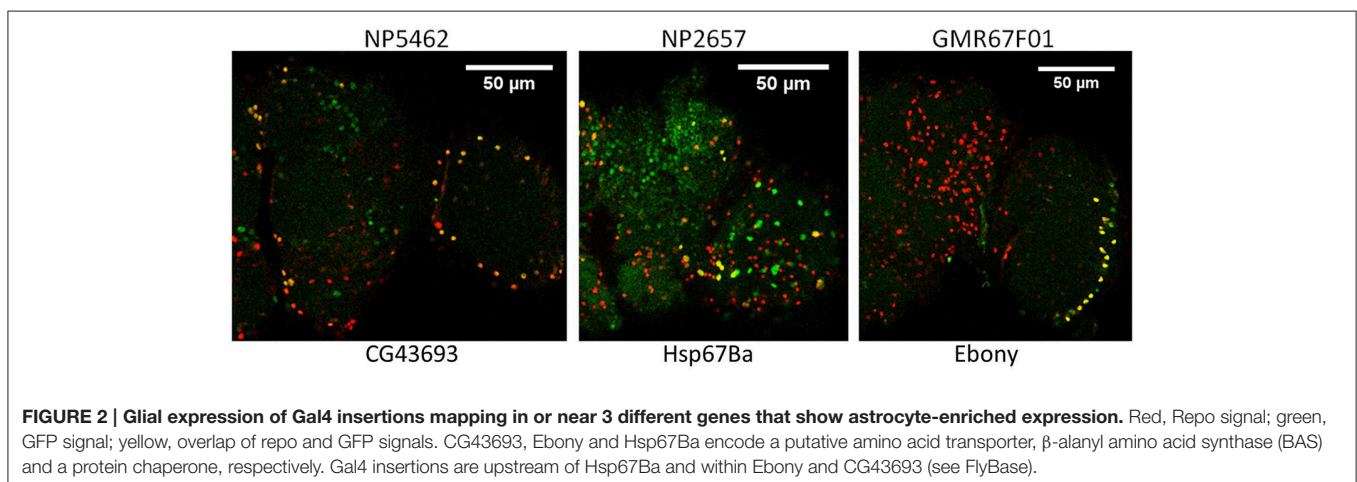 NP5462 NP2657 GMR67F01
50 µm 50 µm 50 µm
CG43693 Hsp67Ba Ebony
FIGURE 2 | Glial expression of Gal4 insertions mapping in or near 3 different genes that show astrocyte-enriched expression. Red, Repo signal; green,
GFP signal; yellow, overlap of repo and GFP signals. CG43693, Ebony and Hsp67Ba encode a putative amino acid transporter, β-alanyl amino acid synthase (BAS)
and a protein chaperone, respectively. Gal4 insertions are upstream of Hsp67Ba and within Ebony and CG43693 (see FlyBase).